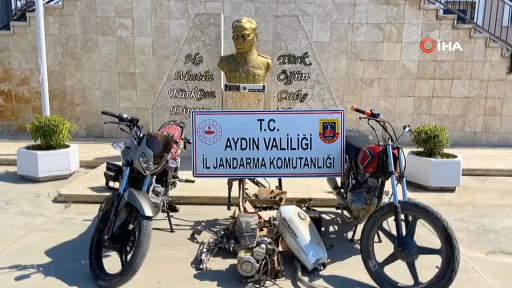 İHA
Ne
Mutlu
Türküm
Diyene
Türk
Öğün
Çalış
T.C.
AYDIN VALİLİĞİ
İL JANDARMA KOMUTANLIĞI